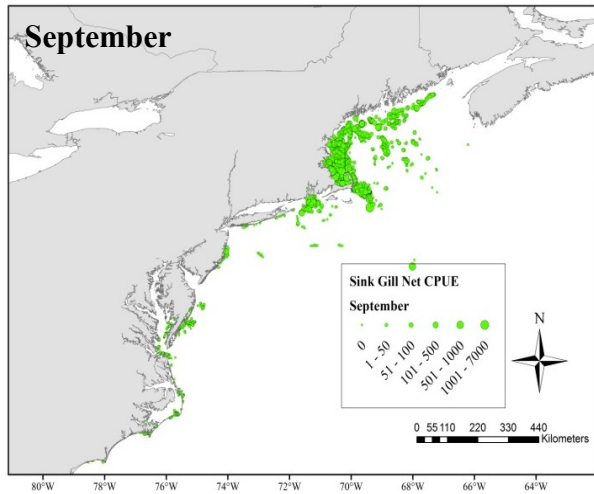 September
Sink Gill Net CPUE
September
0
1 - 50
51 - 100
101 - 500
501 - 1000
1001 - 7000
N
0 55 110 220 330 440
Kilometers
80°W 78°W 76°W 74°W 72°W 70°W 68°W 66°W 64°W